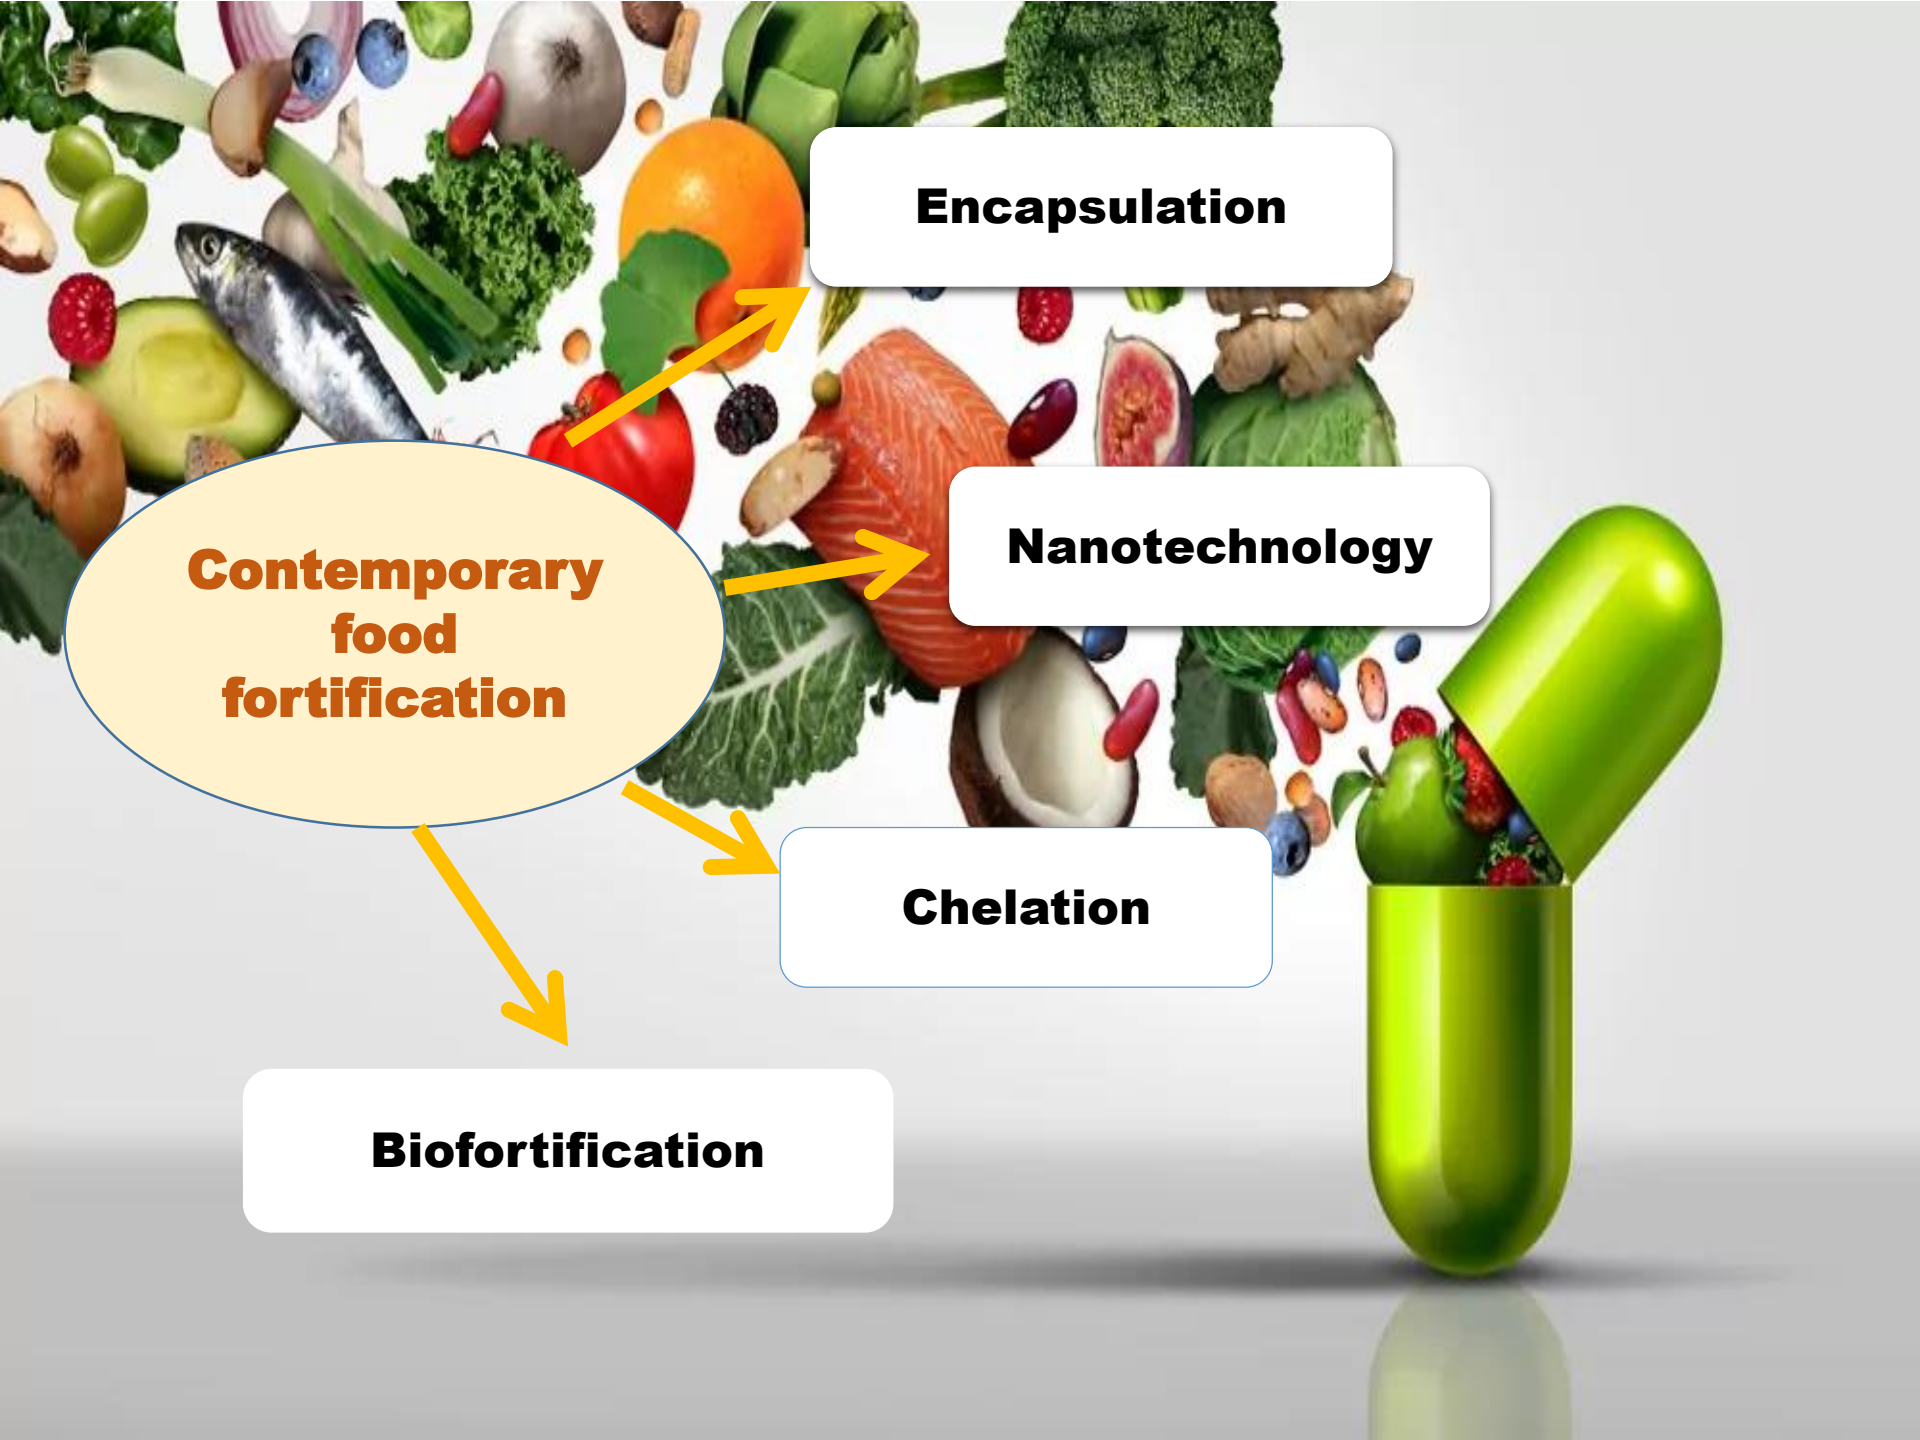 Encapsulation
Nanotechnology
Contemporary
food
fortification
Chelation
Biofortification